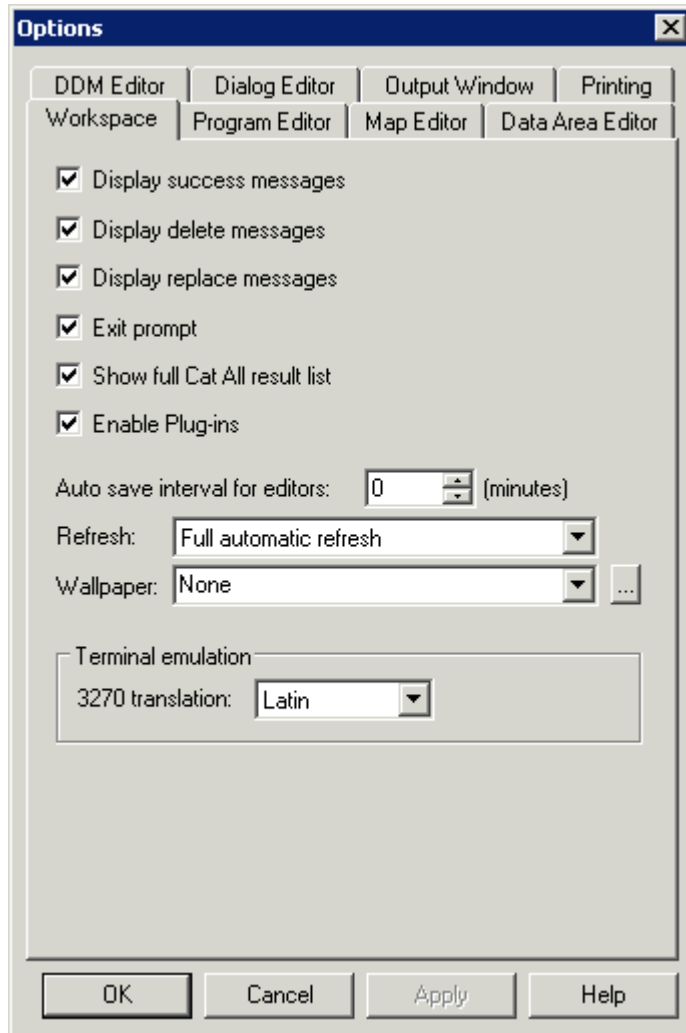 Options
DDM Editor Dialog Editor Output Window Printing
Workspace Program Editor Map Editor Data Area Editor
Display success messages
Display delete messages
Display replace messages
Exit prompt
Show full Cat All result list
Enable Plug-ins
Auto save interval for editors: 0 (minutes)
Refresh: Full automatic refresh
Wallpaper: None ...
Terminal emulation
3270 translation: Latin
OK Cancel Apply Help